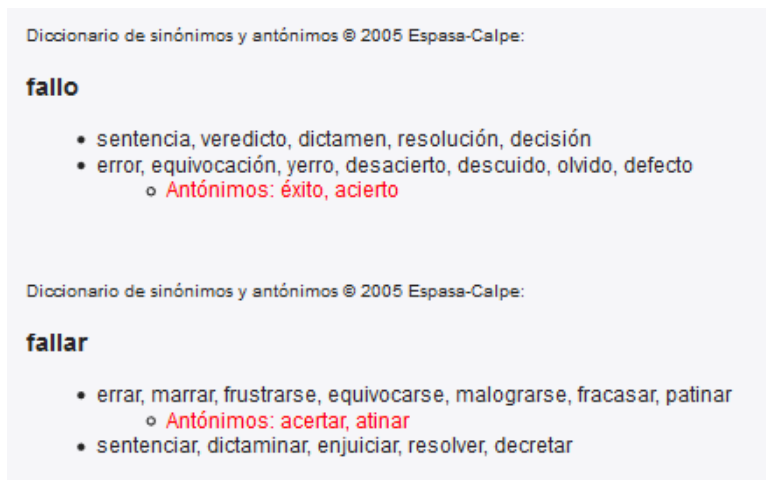 Diccionario de sinónimos y antónimos © 2005 Espasa-Calpe:
fallo
• sentencia, veredicto, dictamen, resolución, decisión
• error, equivocación, yerro, desacierto, descuido, olvido, defecto
○ Antónimos: éxito, acierto
Diccionario de sinónimos y antónimos © 2005 Espasa-Calpe:
fallar
• errar, marrar, frustrarse, equivocarse, malograrse, fracasar, patinar
○ Antónimos: acertar, atinar
• sentenciar, dictaminar, enjuiciar, resolver, decretar